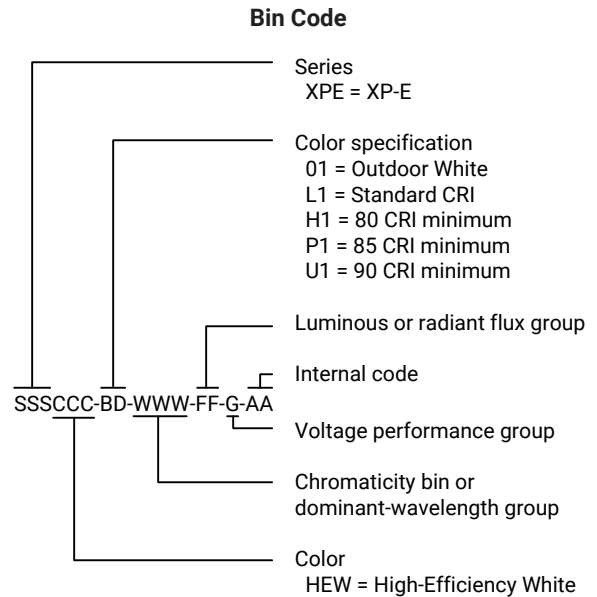 Bin Code
Series
XPE = XP-E
Color specification
01 = Outdoor White
L1 = Standard CRI
H1 = 80 CRI minimum
P1 = 85 CRI minimum
U1 = 90 CRI minimum
Luminous or radiant flux group
Internal code
SSSCCC-BD-WWW-FF-G-AA
Voltage performance group
Chromaticity bin or
dominant-wavelength group
Color
HEW = High-Efficiency White